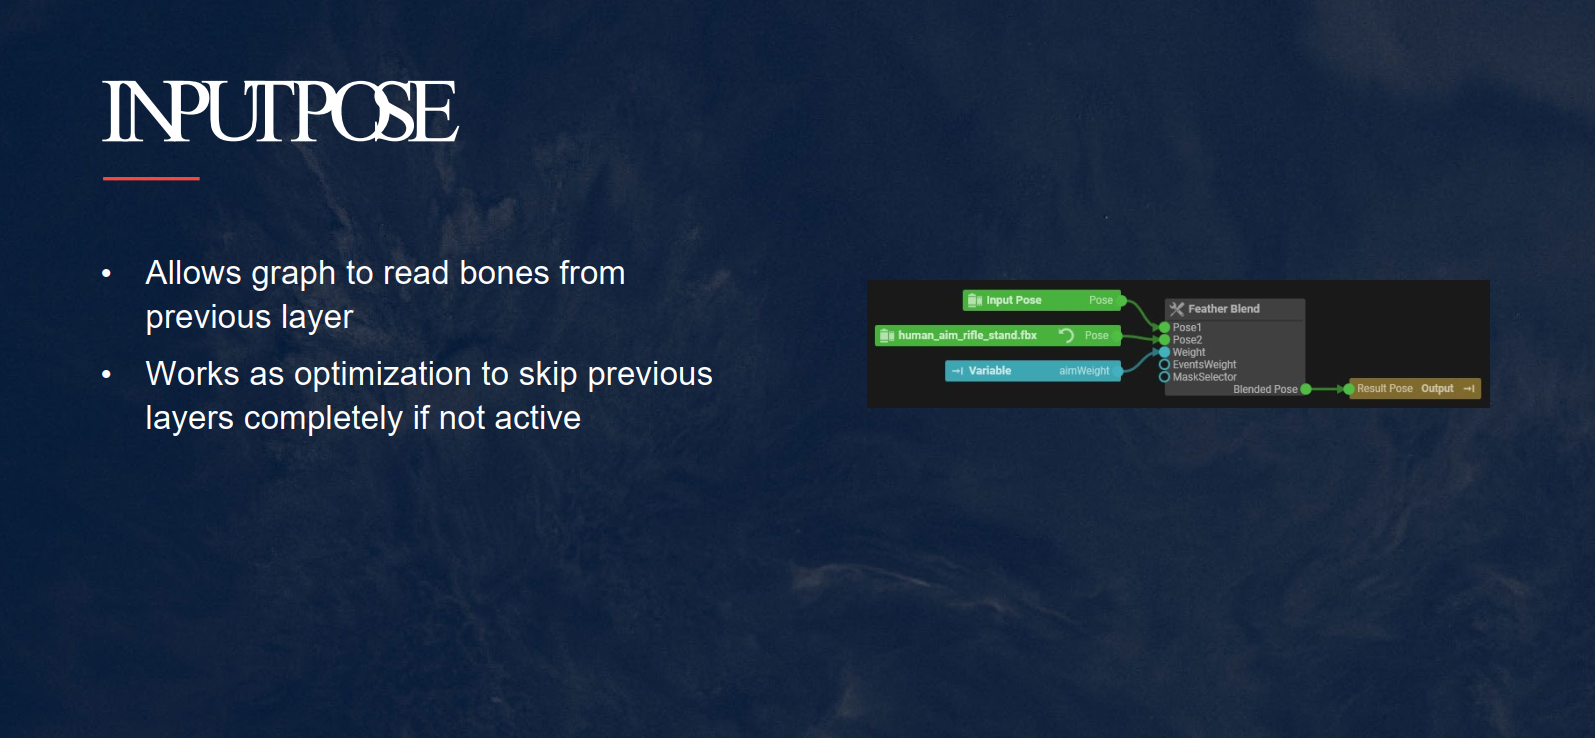 INPUTPOSE
• Allows graph to read bones from
previous layer
• Works as optimization to skip previous
layers completely if not active
Input Pose Pose
human_aim_rifle_stand.fbx Pose
Variable aimWeight
Feather Blend
Pose1
Pose2
Weight
EventsWeight
MaskSelector
Blended Pose
Result Pose Output